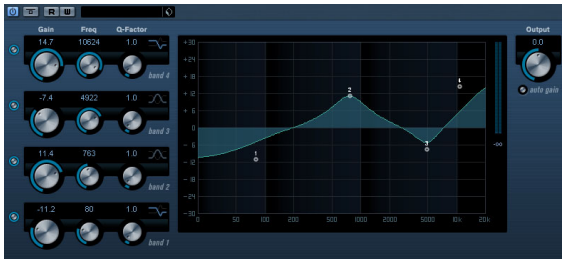 R W
Gain Freq Q-Factor
14.7 10624 1.0
band 4
-7.4 4922 1.0
band 3
11.4 763 1.0
band 2
-11.2 80 1.0
band 1
+30
+24
+18
+12
+6
0
-6
-12
-18
-24
-30
0 50 100 200 500 1000 2000 5000 10k 20k
1
2
3
4
-∞
Output
0.0
auto gain